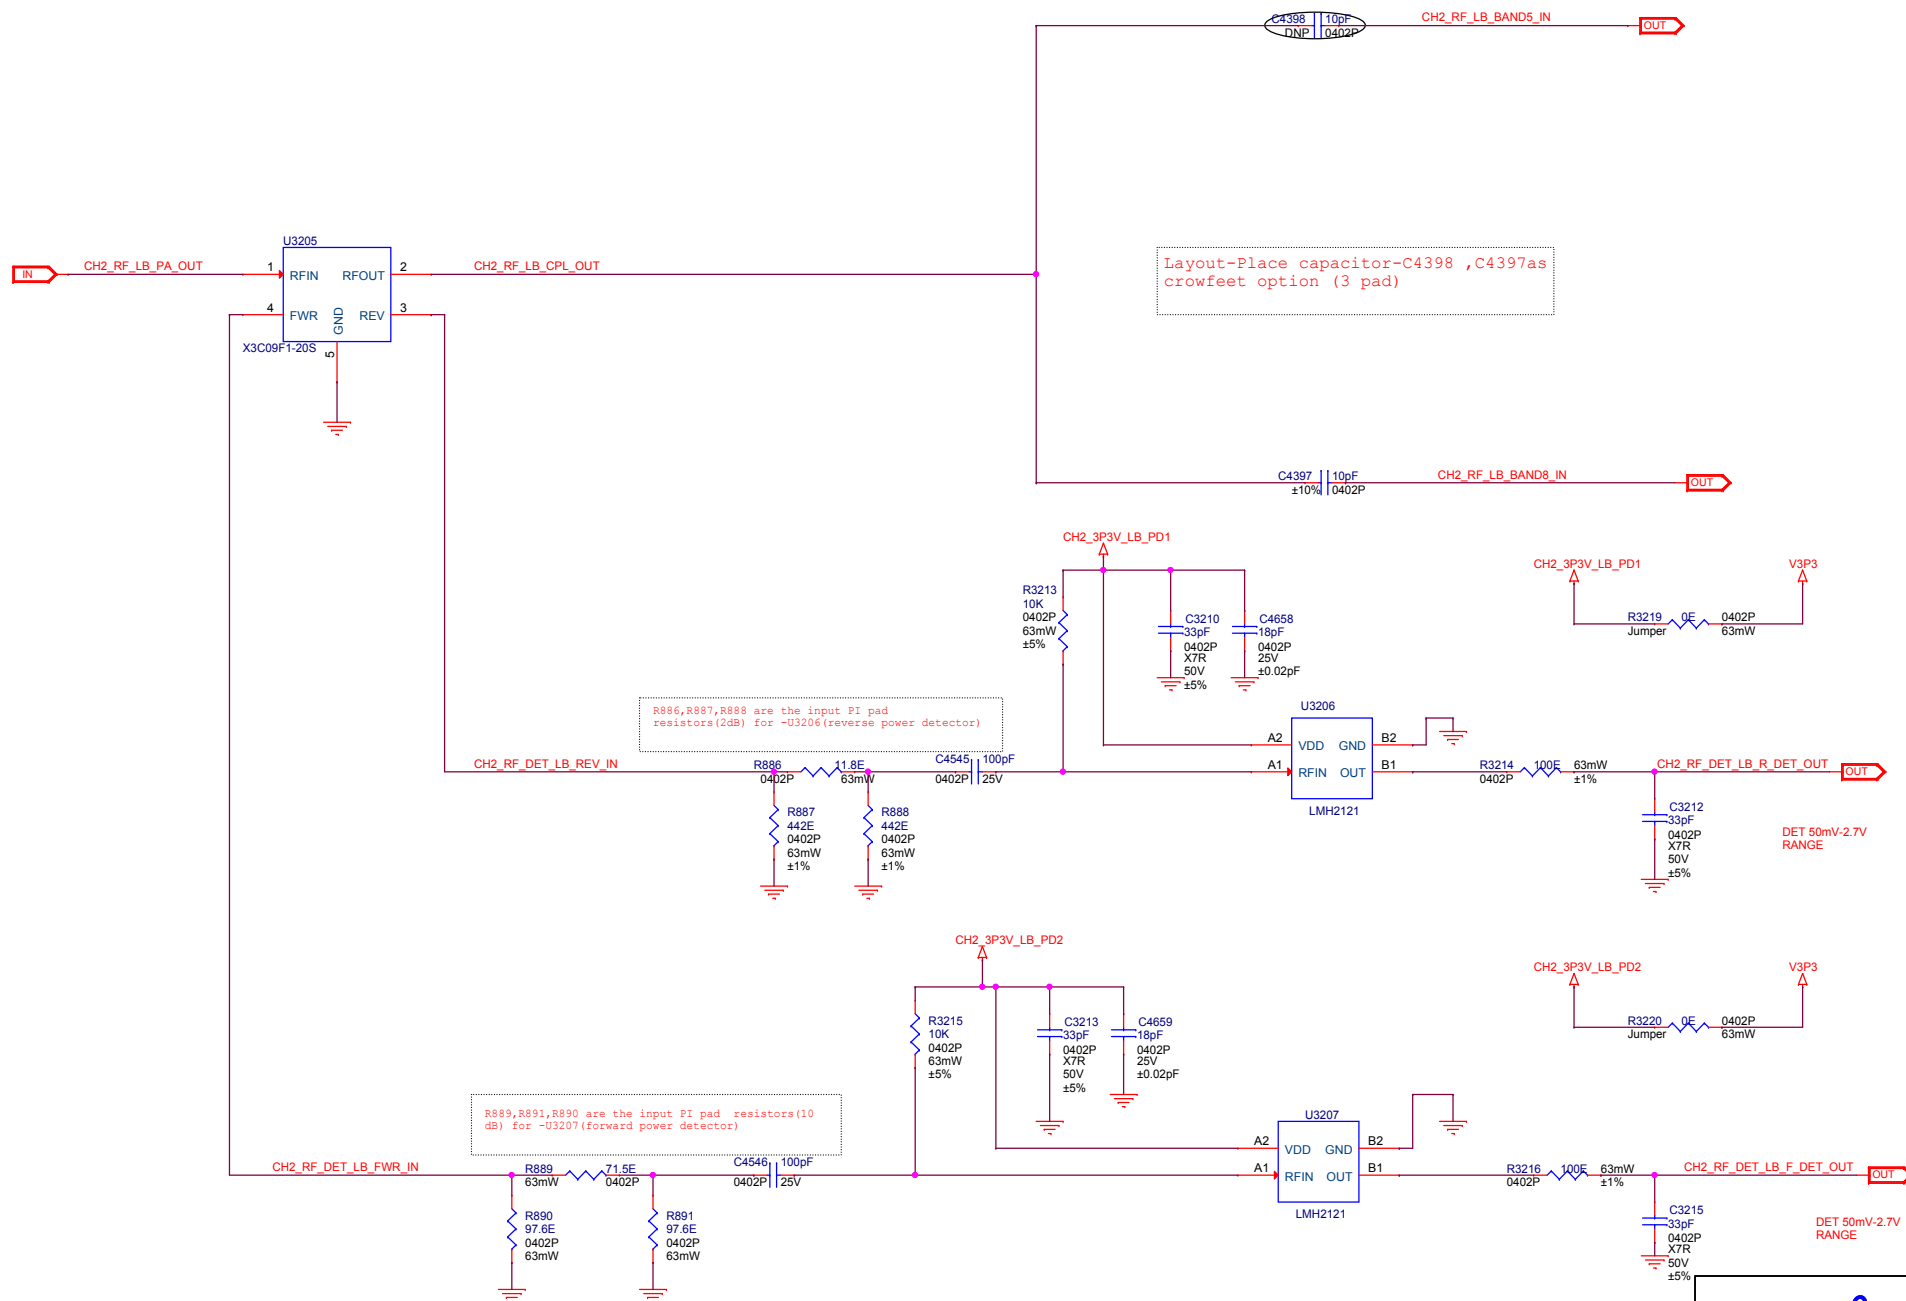 C4398 10pF CH2_RF_LB_BAND5_IN
DNP 0402P OUT
U3205
IN CH2_RF_LB_PA_OUT 1 RFIN RFOUT 2 CH2_RF_LB_CPL_OUT
4 FWR GND REV 3
X3C09F1-20S 5
Layout-Place capacitor-C4398 ,C4397as
crowfeet option (3 pad)
C4397 10pF CH2_RF_LB_BAND8_IN
±10% 0402P OUT
CH2_3P3V_LB_PD1
R3213
10K
0402P
63mW
±5%
C3210
33pF
0402P
X7R
50V
±5%
C4658
18pF
0402P
25V
±0.02pF
CH2_3P3V_LB_PD1 V3P3
R3219 0E 0402P
Jumper 63mW
R886,R887,R888 are the input PI pad
resistors(2dB) for -U3206(reverse power detector)
CH2_RF_DET_LB_REV_IN
R886 11.8E
0402P 63mW
C4545 100pF
0402P 25V
R887
442E
0402P
63mW
±1%
R888
442E
0402P
63mW
±1%
U3206
A2 VDD GND B2
A1 RFIN OUT B1
LMH2121
R3214 100E 63mW
0402P ±1%
CH2_RF_DET_LB_R_DET_OUT OUT
C3212
33pF
0402P
X7R
50V
±5%
DET 50mV-2.7V
RANGE
CH2_3P3V_LB_PD2
R3215
10K
0402P
63mW
±5%
C3213
33pF
0402P
X7R
50V
±5%
C4659
18pF
0402P
25V
±0.02pF
CH2_3P3V_LB_PD2 V3P3
R3220 0E 0402P
Jumper 63mW
R889,R891,R890 are the input PI pad  resistors(10
dB) for -U3207(forward power detector)
CH2_RF_DET_LB_FWR_IN
R889 71.5E
63mW 0402P
C4546 100pF
0402P 25V
R890
97.6E
0402P
63mW
R891
97.6E
0402P
63mW
U3207
A2 VDD GND B2
A1 RFIN OUT B1
LMH2121
R3216 100E 63mW
0402P ±1%
CH2_RF_DET_LB_F_DET_OUT OUT
C3215
33pF
0402P
X7R
50V
±5%
DET 50mV-2.7V
RANGE